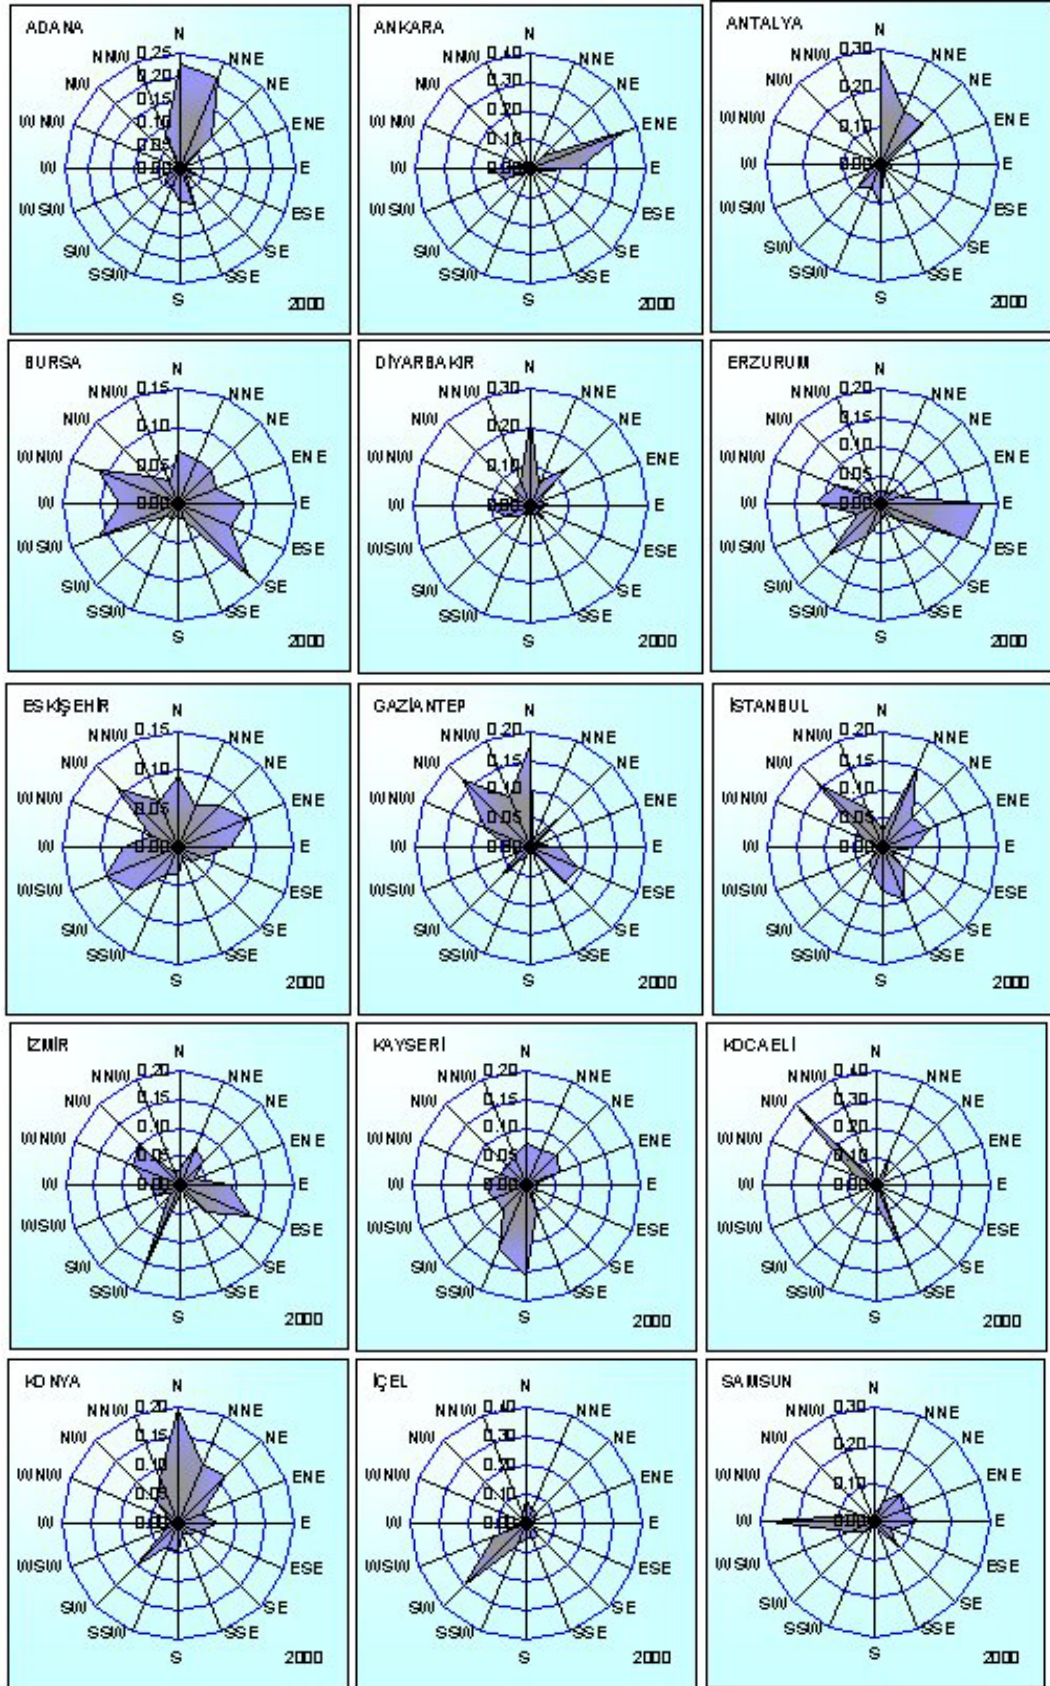 ADANA
N
NNW 0.25 NNE
NW 0.20 NE
0.15
WNW 0.10 ENE
0.05
W 0.00 E
WSW ESE
SW SE
SSW SSE
S
2000
ANKARA
N
NNW 0.40 NNE
NW 0.30 NE
0.20
WNW 0.10 ENE
W 0.00 E
WSW ESE
SW SE
SSW SSE
S
2000
ANTALYA
N
NNW 0.30 NNE
NW 0.20 NE
WNW 0.10 ENE
W 0.00 E
WSW ESE
SW SE
SSW SSE
S
2000
BURSA
N
NNW 0.15 NNE
NW 0.10 NE
WNW 0.05 ENE
W 0.00 E
WSW ESE
SW SE
SSW SSE
S
2000
DİYARBAKIR
N
NNW 0.30 NNE
NW 0.20 NE
WNW 0.10 ENE
W 0.00 E
WSW ESE
SW SE
SSW SSE
S
2000
ERZURUM
N
NNW 0.20 NNE
NW 0.15 NE
0.10
WNW 0.05 ENE
W 0.00 E
WSW ESE
SW SE
SSW SSE
S
2000
ESKİŞEHİR
N
NNW 0.15 NNE
NW 0.10 NE
WNW 0.05 ENE
W 0.00 E
WSW ESE
SW SE
SSW SSE
S
2000
GAZİANTEP
N
NNW 0.20 NNE
NW 0.15 NE
0.10
WNW 0.05 ENE
W 0.00 E
WSW ESE
SW SE
SSW SSE
S
2000
İSTANBUL
N
NNW 0.20 NNE
NW 0.15 NE
0.10
WNW 0.05 ENE
W 0.00 E
WSW ESE
SW SE
SSW SSE
S
2000
İZMİR
N
NNW 0.20 NNE
NW 0.15 NE
0.10
WNW 0.05 ENE
W 0.00 E
WSW ESE
SW SE
SSW SSE
S
2000
KAYSERİ
N
NNW 0.20 NNE
NW 0.15 NE
0.10
WNW 0.05 ENE
W 0.00 E
WSW ESE
SW SE
SSW SSE
S
2000
KOCAELİ
N
NNW 0.40 NNE
NW 0.30 NE
0.20
WNW 0.10 ENE
W 0.00 E
WSW ESE
SW SE
SSW SSE
S
2000
KONYA
N
NNW 0.20 NNE
NW 0.15 NE
0.10
WNW 0.05 ENE
W 0.00 E
WSW ESE
SW SE
SSW SSE
S
2000
İÇEL
N
NNW 0.40 NNE
NW 0.30 NE
0.20
WNW 0.10 ENE
W 0.00 E
WSW ESE
SW SE
SSW SSE
S
2000
SAMSUN
N
NNW 0.30 NNE
NW 0.20 NE
WNW 0.10 ENE
W 0.00 E
WSW ESE
SW SE
SSW SSE
S
2000